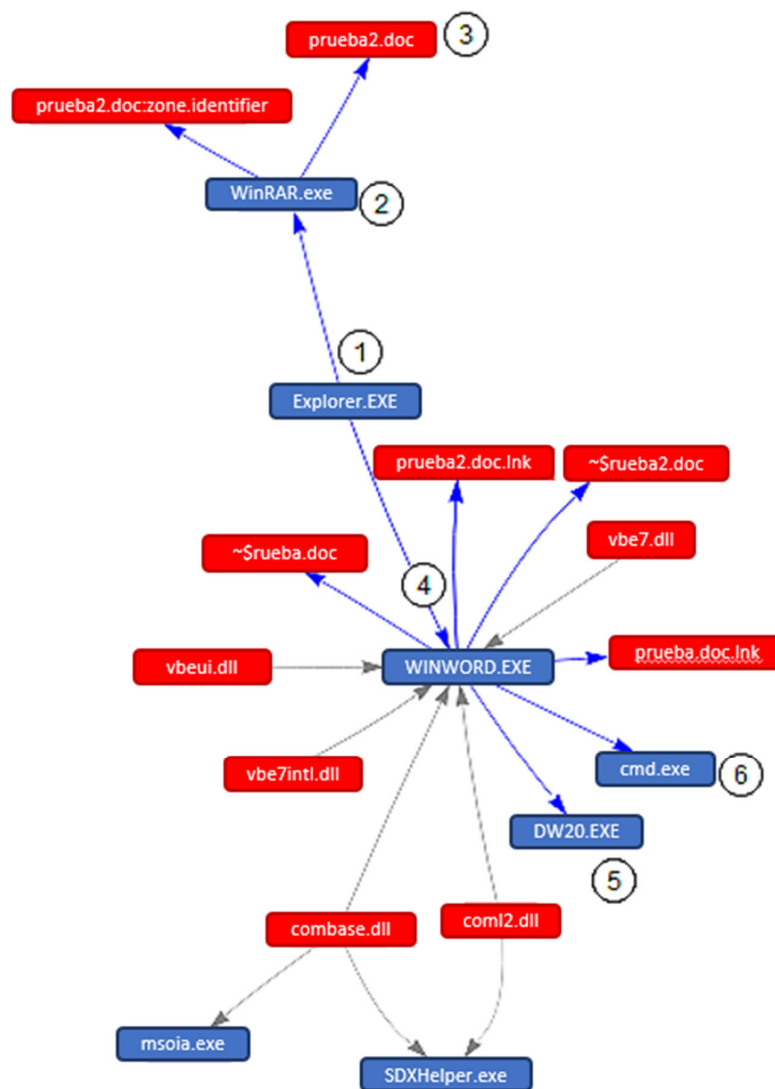 prueba2.doc
3
prueba2.doc:zone.identifier
WinRAR.exe
2
1
Explorer.EXE
prueba2.doc.lnk
~$rueba2.doc
~$rueba.doc
vbe7.dll
4
vbeui.dll
WINWORD.EXE
prueba.doc.lnk
vbe7intl.dll
cmd.exe
6
DW20.EXE
5
combase.dll
coml2.dll
msoia.exe
SDXHelper.exe